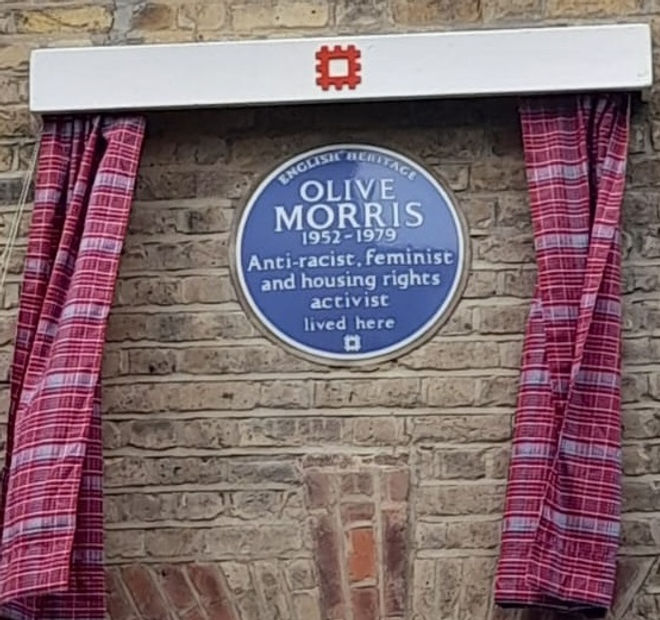 ENGLISH HERITAGE
OLIVE
MORRIS
1952-1979
Anti-racist, feminist
and housing rights
activist
lived here